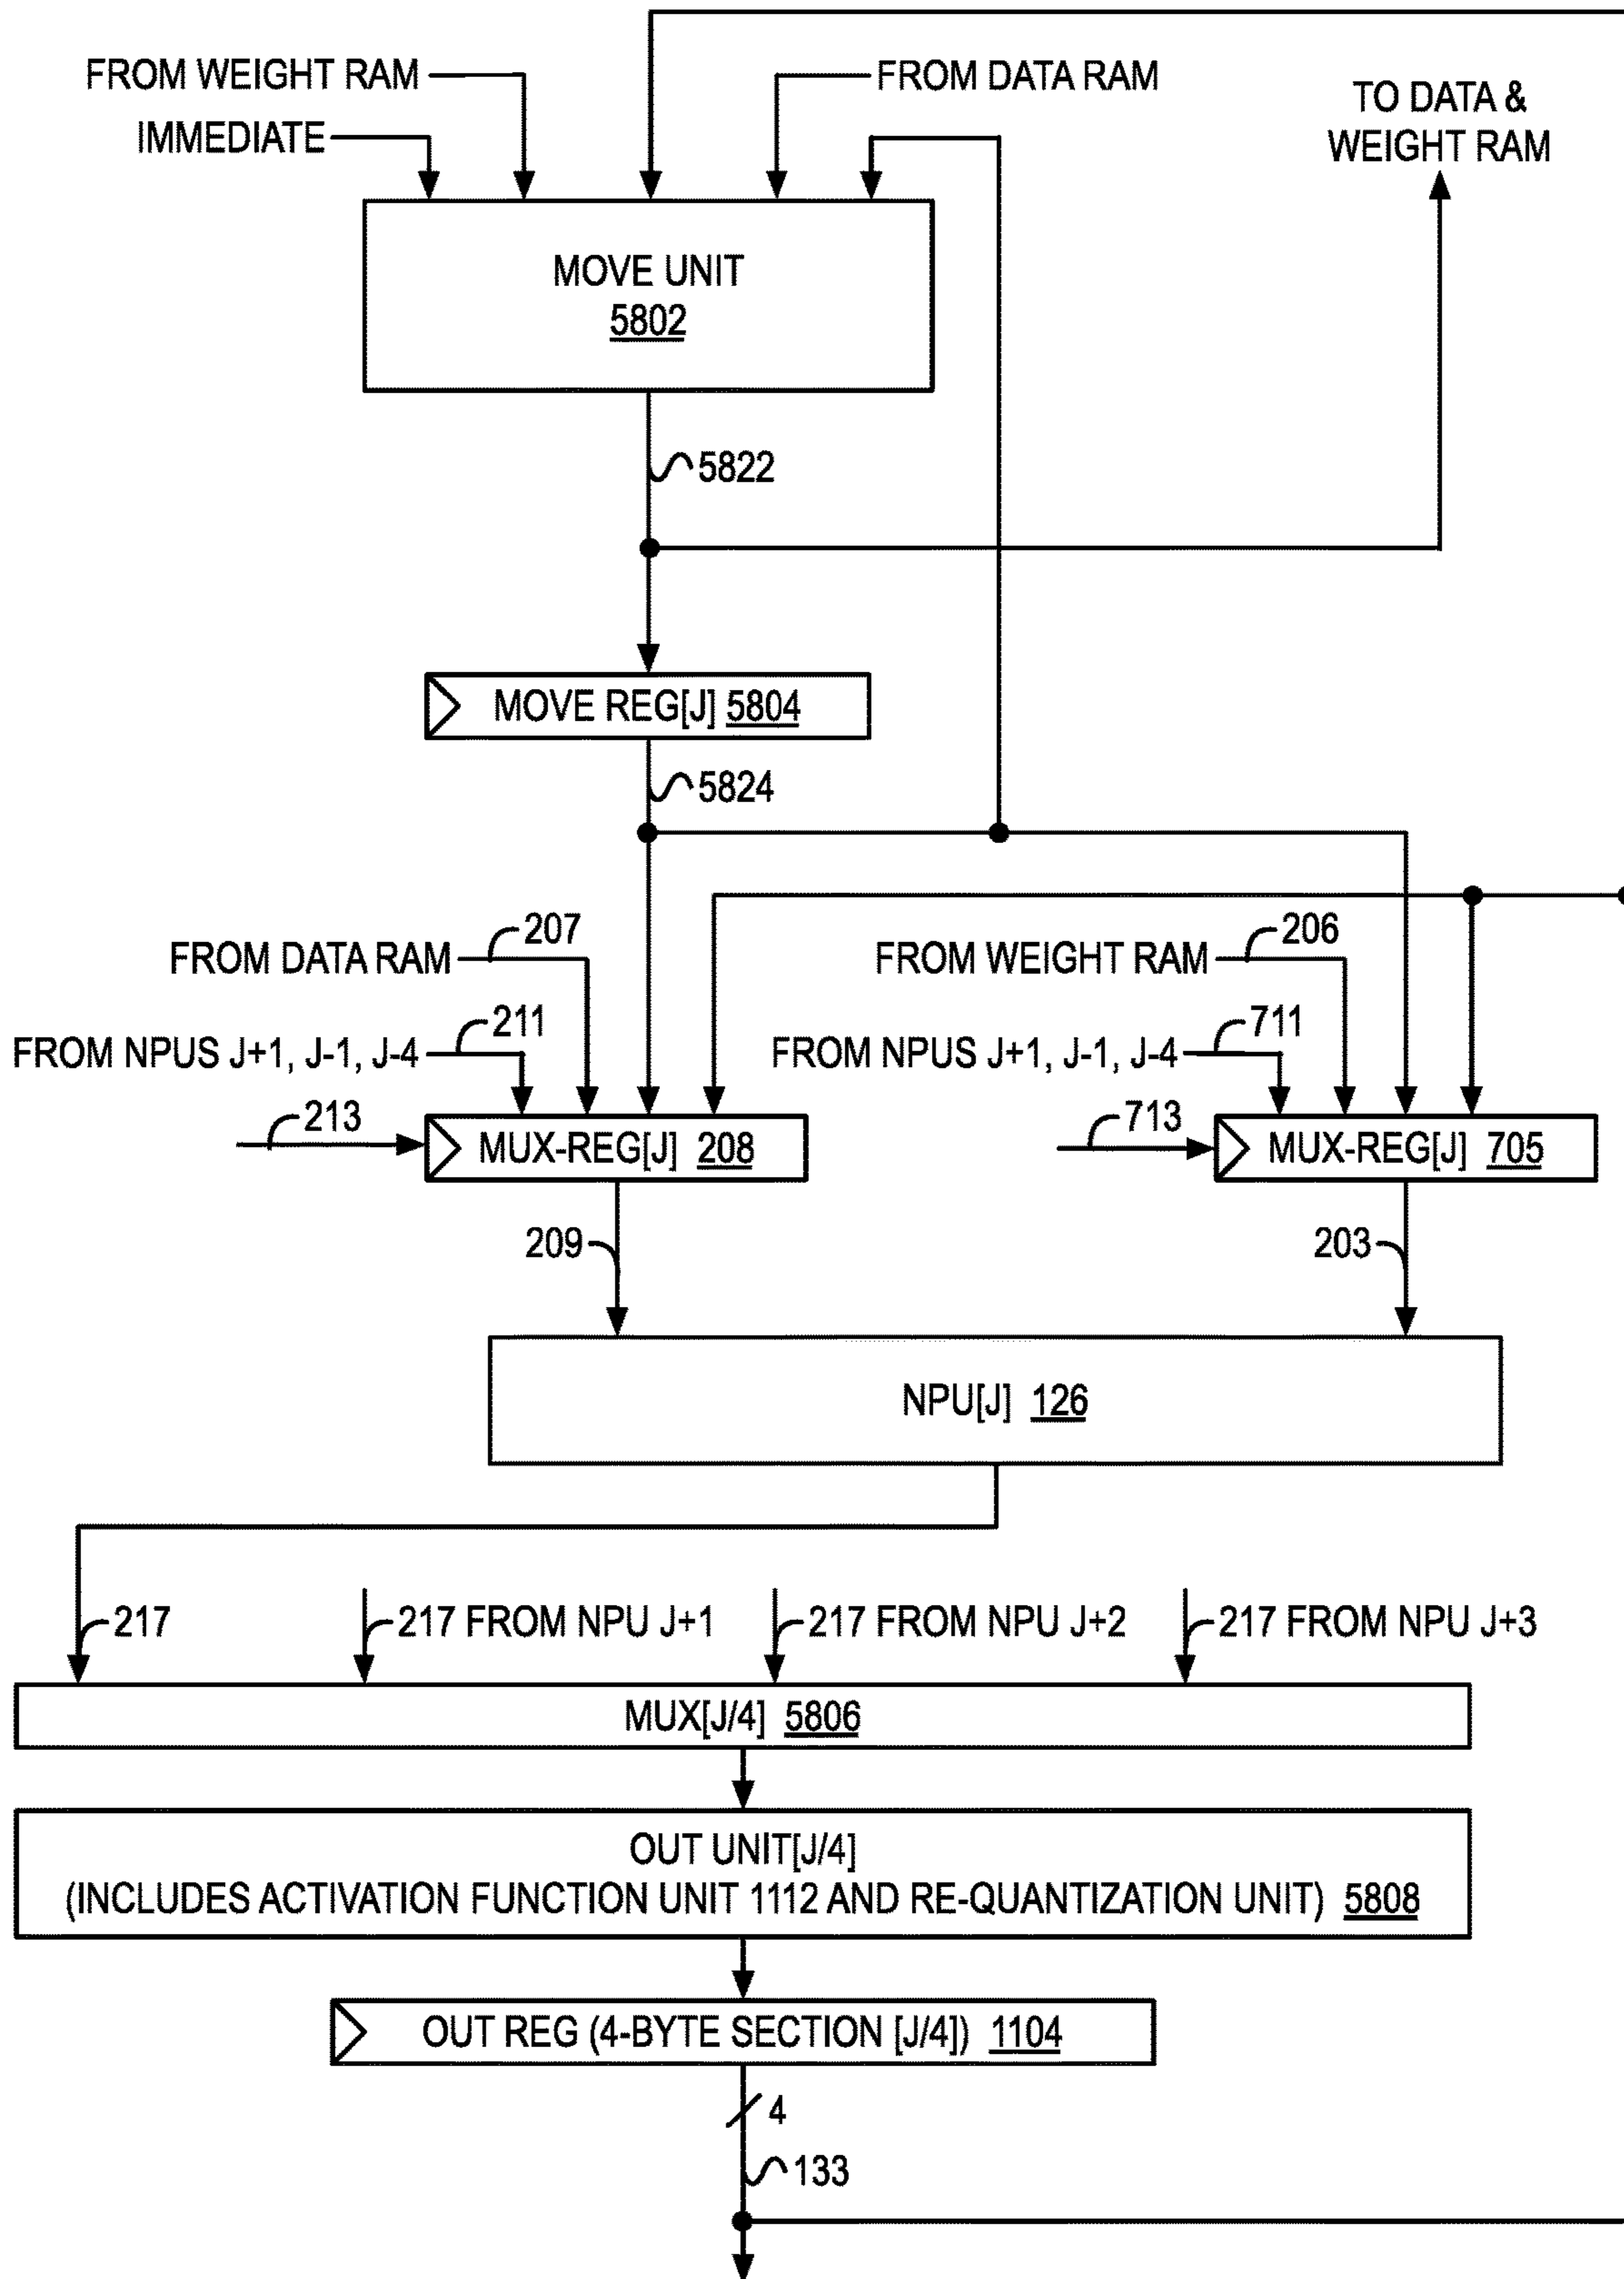 FROM WEIGHT RAM
FROM DATA RAM
IMMEDIATE
TO DATA &
WEIGHT RAM
MOVE UNIT
5802
5822
MOVE REG[J] 5804
5824
207
FROM DATA RAM
206
FROM WEIGHT RAM
211
FROM NPUS J+1, J-1, J-4
711
FROM NPUS J+1, J-1, J-4
213
MUX-REG[J] 208
713
MUX-REG[J] 705
209
203
NPU[J] 126
217
217 FROM NPU J+1
217 FROM NPU J+2
217 FROM NPU J+3
MUX[J/4] 5806
OUT UNIT[J/4]
(INCLUDES ACTIVATION FUNCTION UNIT 1112 AND RE-QUANTIZATION UNIT) 5808
OUT REG (4-BYTE SECTION [J/4]) 1104
4
133